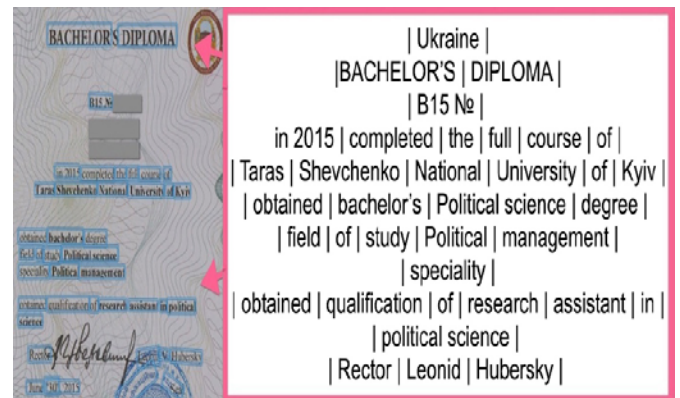 BACHELOR'S DIPLOMA
B15 №
in 2015 completed the full course of
Taras Shevchenko National University of Kyiv
obtained bachelor's degree
field of study Political science
speciality Politica management
obtained qualification of research assistant in political
science
Rector
V. Hubersky
June 30, 2015
| Ukraine |
|BACHELOR'S | DIPLOMA |
| B15 № |
in 2015 | completed | the | full | course | of |
| Taras | Shevchenko | National | University | of | Kyiv |
| obtained | bachelor's | Political science | degree |
| field | of | study | Political | management |
| speciality |
| obtained | qualification | of | research | assistant | in |
| political science |
| Rector | Leonid | Hubersky |